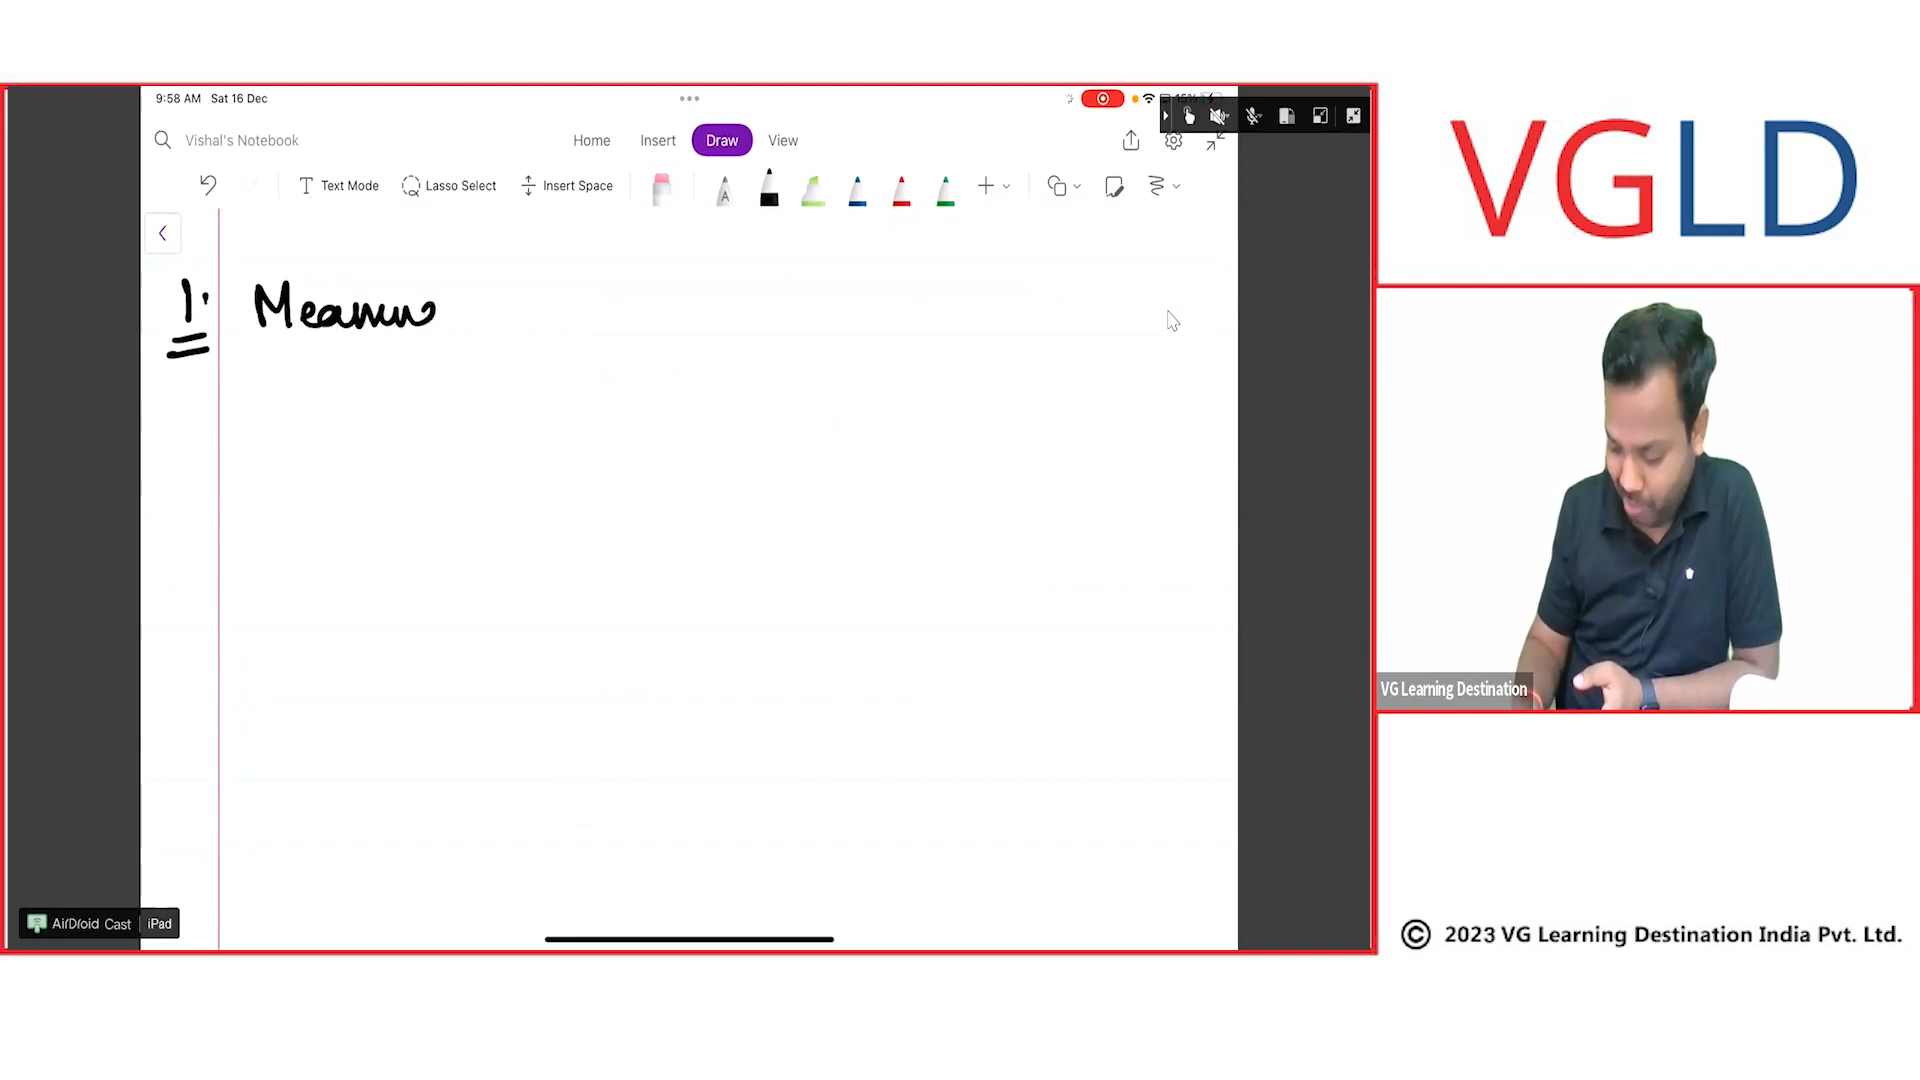 9:58 AM Sat 16 Dec
15%
Vishal's Notebook
Home Insert Draw View
Text Mode Lasso Select Insert Space
A
1.
VGLD
VG Learning Destination
AirDroid Cast iPad
© 2023 VG Learning Destination India Pvt. Ltd.